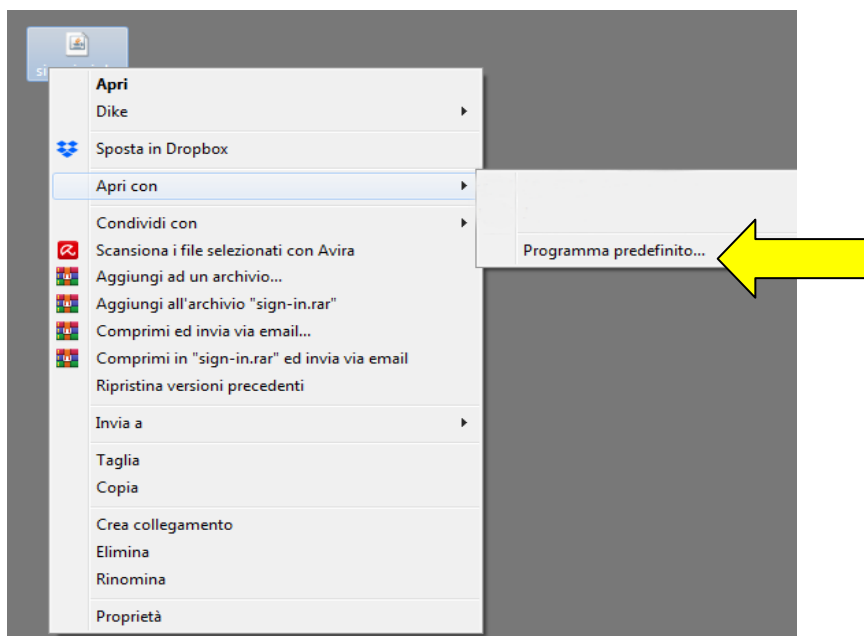 Apri
Dike
Sposta in Dropbox
Apri con
Condividi con
Programma predefinito...
Scansiona i file selezionati con Avira
Aggiungi ad un archivio...
Aggiungi all'archivio "sign-in.rar"
Comprimi ed invia via email...
Comprimi in "sign-in.rar" ed invia via email
Ripristina versioni precedenti
Invia a
Taglia
Copia
Crea collegamento
Elimina
Rinomina
Proprietà